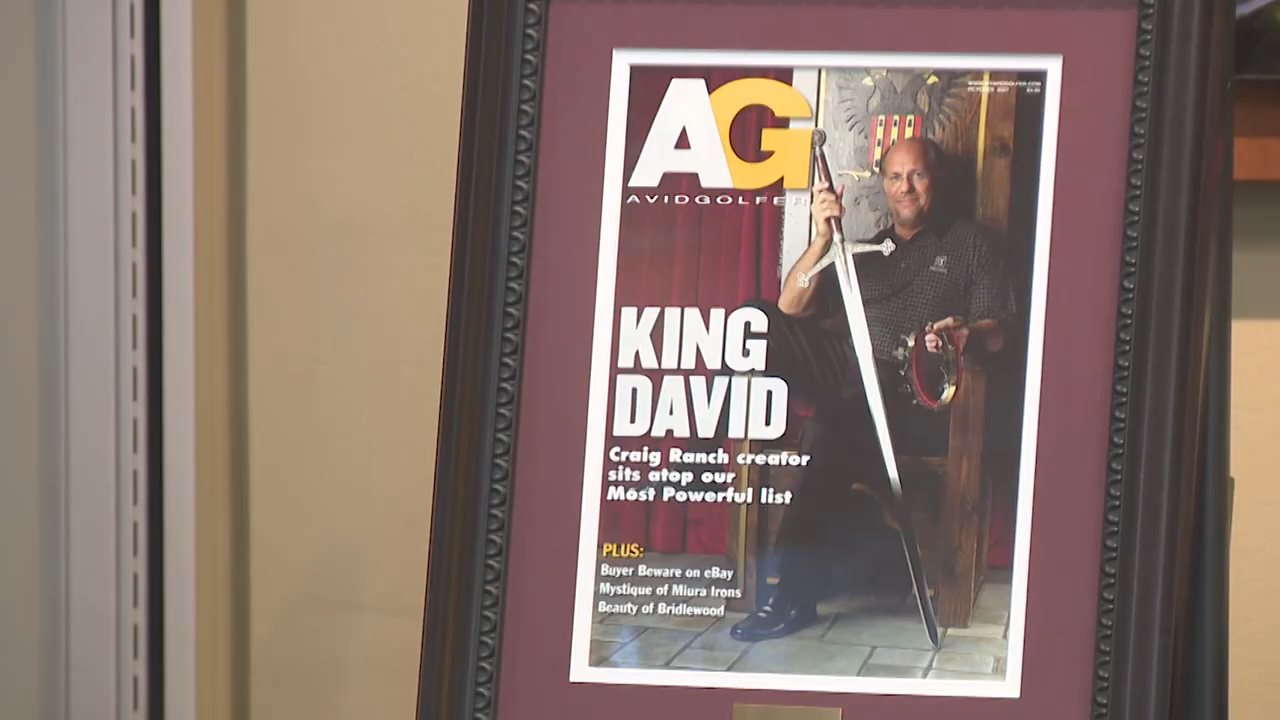 AG
AVIDGOLFER
KING
DAVID
Craig Ranch creator
sits atop our
Most Powerful list
PLUS:
Buyer Beware on eBay
Mystique of Miura Irons
Beauty of Bridlewood